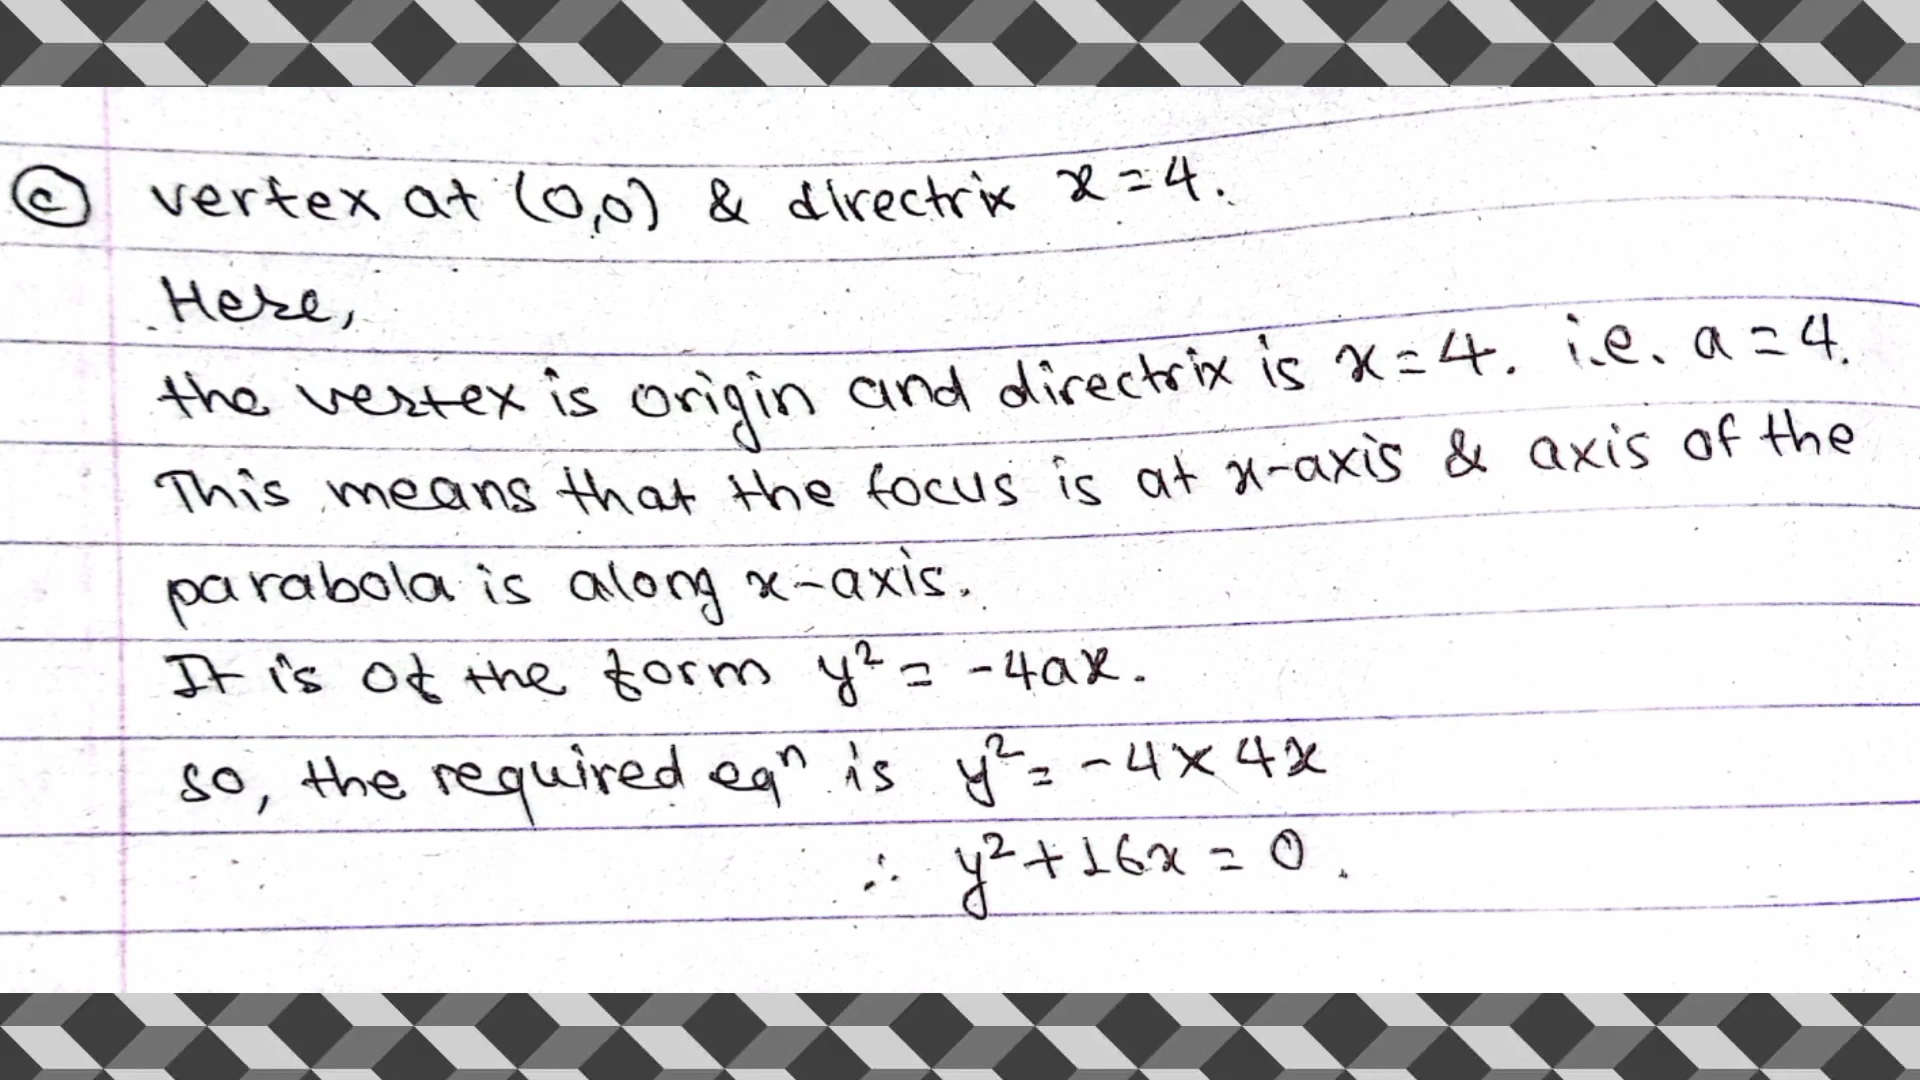 ⓒ vertex at (0,0) & directrix x=4.
Here,
the vertex is origin and directrix is x=4. i.e. a=4.
This means that the focus is at x-axis & axis of the
parabola is along x-axis.
It is of the form y² = -4ax.
so, the required eqⁿ is y² = -4×4x
∴ y²+16x = 0.